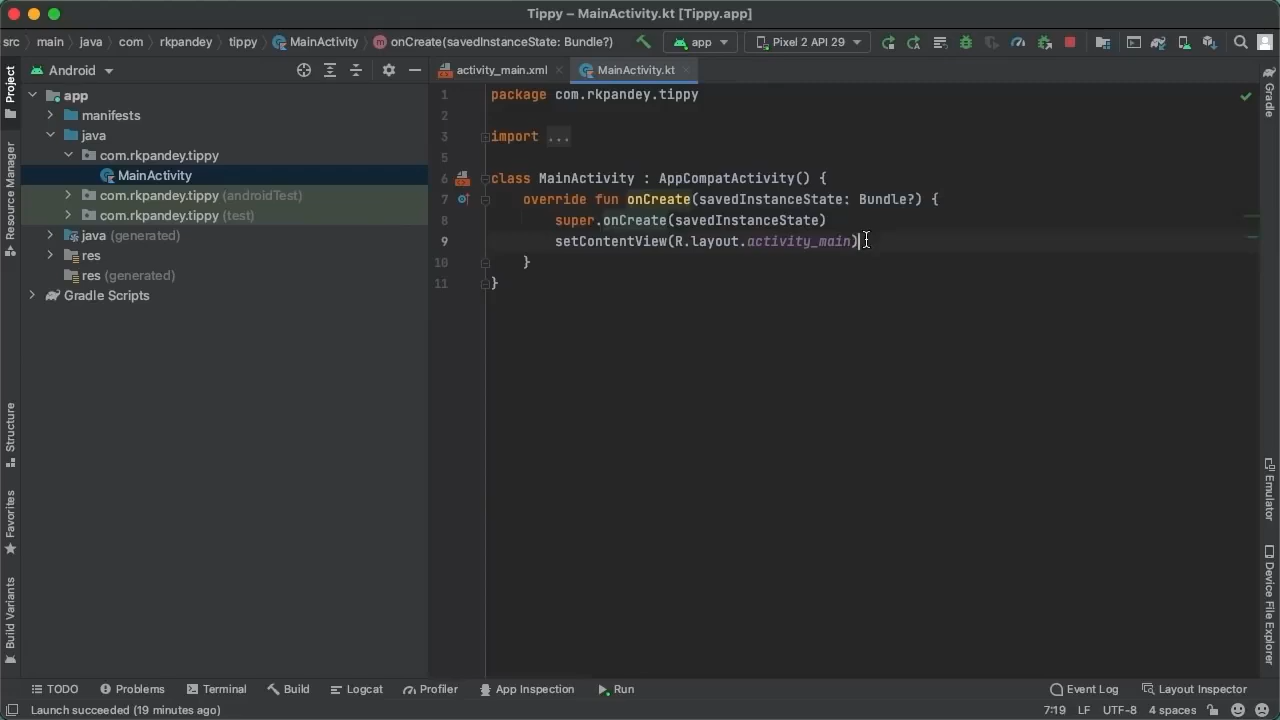 Tippy – MainActivity.kt [Tippy.app]
src main java com rkpandey tippy MainActivity onCreate(savedInstanceState: Bundle?) app Pixel 2 API 29
Project
Android
activity_main.xml MainActivity.kt
app
manifests
java
com.rkpandey.tippy
MainActivity
com.rkpandey.tippy (androidTest)
com.rkpandey.tippy (test)
java (generated)
res
res (generated)
Gradle Scripts
Resource Manager
Structure
Favorites
Build Variants
1 package com.rkpandey.tippy
2
3 import ...
5
6 class MainActivity : AppCompatActivity() {
7 override fun onCreate(savedInstanceState: Bundle?) {
8 super.onCreate(savedInstanceState)
9 setContentView(R.layout.activity_main)
10 }
11 }
Gradle
Emulator
Device File Explorer
TODO Problems Terminal Build Logcat Profiler App Inspection Run Event Log Layout Inspector
Launch succeeded (19 minutes ago) 7:19 LF UTF-8 4 spaces